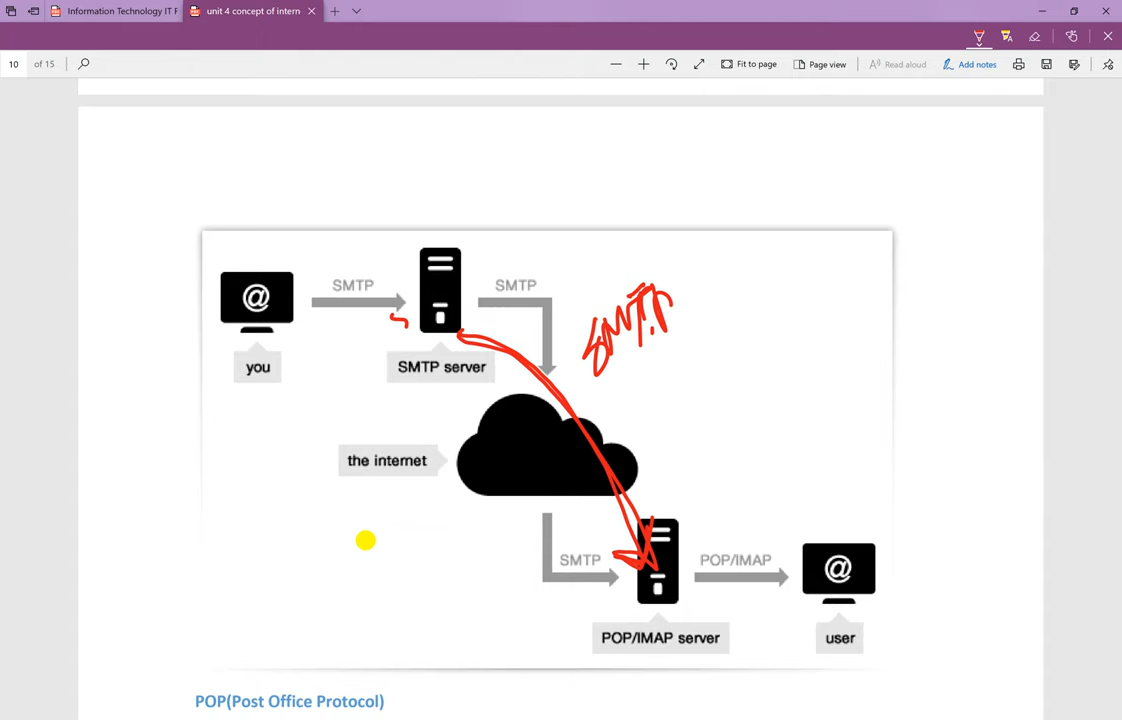 Information Technology IT F
unit 4 concept of intern
10 of 15
Fit to page
Page view
Read aloud
Add notes
SMTP
SMTP
SMTP
@
you
SMTP server
the internet
SMTP
POP/IMAP
@
POP/IMAP server
user
POP(Post Office Protocol)